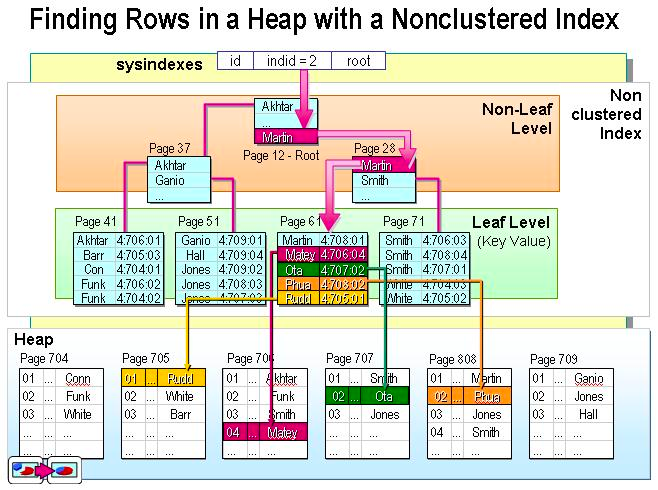 Finding Rows in a Heap with a Nonclustered Index
sysindexes id indid = 2 root
Non clustered Index
Non-Leaf Level
Akhtar
...
Martin
Page 12 - Root
Page 37
Akhtar
Ganio
...
Page 28
Martin
Smith
...
Leaf Level
(Key Value)
Page 41
Akhtar 4:706:01
Barr 4:705:03
Con 4:704:01
Funk 4:706:02
Funk 4:704:02
Page 51
Ganio 4:709:01
Hall 4:709:04
Jones 4:709:02
Jones 4:708:03
Jones 4:707:03
Page 61
Martin 4:708:01
Matey 4:706:04
Ota 4:707:02
Phua 4:708:02
Rudd 4:705:01
Page 71
Smith 4:706:03
Smith 4:708:04
Smith 4:707:01
White 4:704:03
White 4:705:02
Heap
Page 704
01 ... Conn
02 ... Funk
03 ... White
... ... ...
... ... ...
Page 705
01 ... Rudd
02 ... White
03 ... Barr
... ... ...
... ... ...
Page 706
01 ... Akhtar
02 ... Funk
03 ... Smith
04 ... Matey
... ... ...
Page 707
01 ... Smith
02 ... Ota
03 ... Jones
... ... ...
... ... ...
Page 808
01 ... Martin
02 ... Phua
03 ... Jones
04 ... Smith
... ... ...
Page 709
01 ... Ganio
02 ... Jones
03 ... Hall
... ... ...
... ... ...